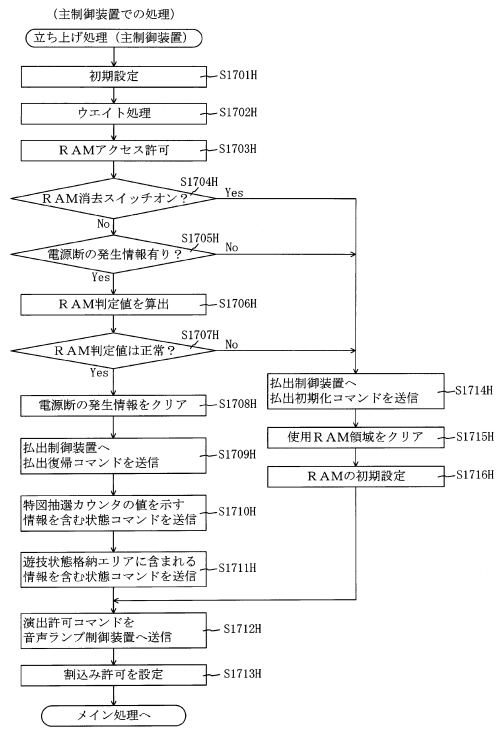 (主制御装置での処理)
立ち上げ処理(主制御装置)
初期設定
S1701H
ウエイト処理
S1702H
RAMアクセス許可
S1703H
S1704H
RAM消去スイッチオン?
Yes
No
S1705H
電源断の発生情報有り?
No
Yes
RAM判定値を算出
S1706H
S1707H
RAM判定値は正常?
No
Yes
電源断の発生情報をクリア
S1708H
払出制御装置へ
払出復帰コマンドを送信
S1709H
特図抽選カウンタの値を示す
情報を含む状態コマンドを送信
S1710H
遊技状態格納エリアに含まれる
情報を含む状態コマンドを送信
S1711H
払出制御装置へ
払出初期化コマンドを送信
S1714H
使用RAM領域をクリア
S1715H
RAMの初期設定
S1716H
演出許可コマンドを
音声ランプ制御装置へ送信
S1712H
割込み許可を設定
S1713H
メイン処理へ